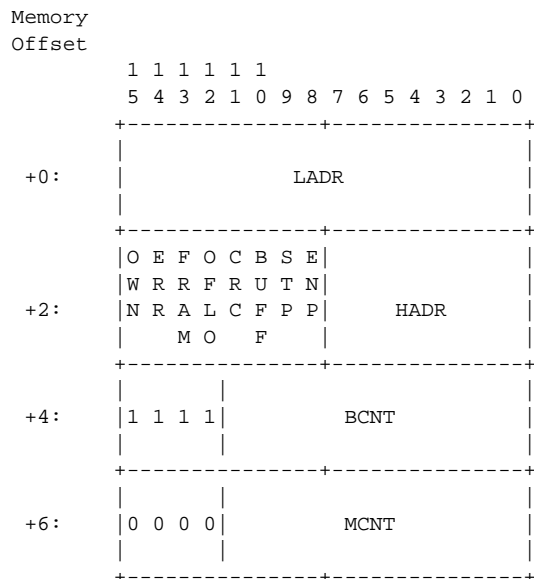 Memory
Offset
1 1 1 1 1 1
5 4 3 2 1 0 9 8 7 6 5 4 3 2 1 0
+---------------+---------------+
| |
+0: | LADR |
| |
+---------------+---------------+
|O E F O C B S E| |
|W R R F R U T N| |
+2: |N R A L C F P P| HADR |
| M O F | |
+---------------+---------------+
| | |
+4: |1 1 1 1| BCNT |
| | |
+---------------+---------------+
| | |
+6: |0 0 0 0| MCNT |
| | |
+---------------+---------------+